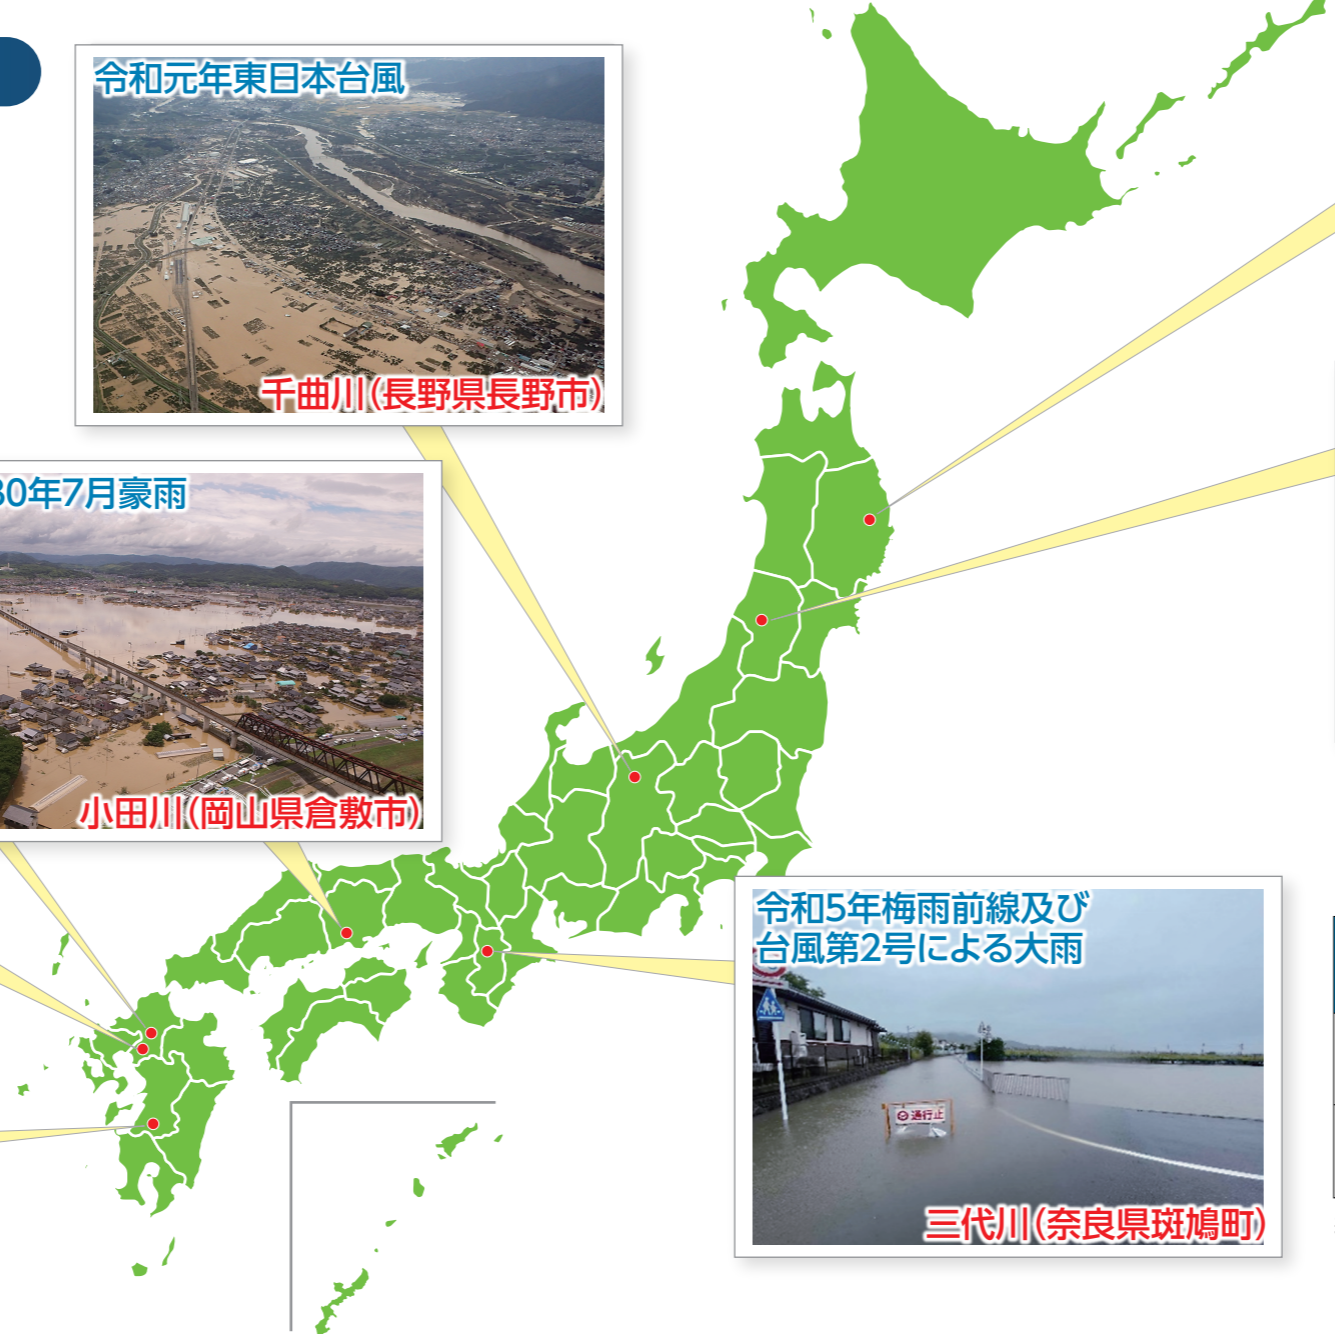 令和元年東日本台風
千曲川(長野県長野市)
30年7月豪雨
小田川(岡山県倉敷市)
令和5年梅雨前線及び
台風第2号による大雨
通行止
三代川(奈良県斑鳩町)